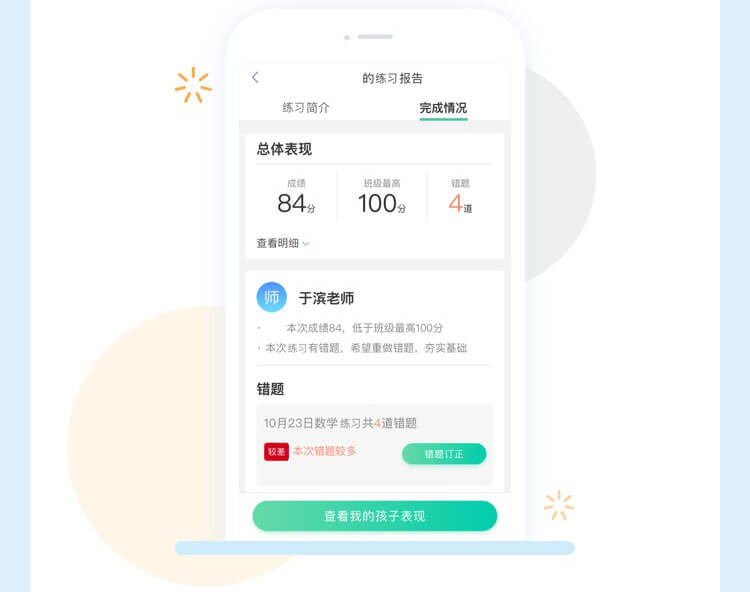 的练习报告
练习简介 完成情况
总体表现
成绩 班级最高 错题
84分 100分 4道
查看明细
师 于滨老师
· 本次成绩84，低于班级最高100分
· 本次练习有错题，希望重做错题，夯实基础
错题
10月23日数学练习共4道错题
较差 本次错题较多 错题订正
查看我的孩子表现